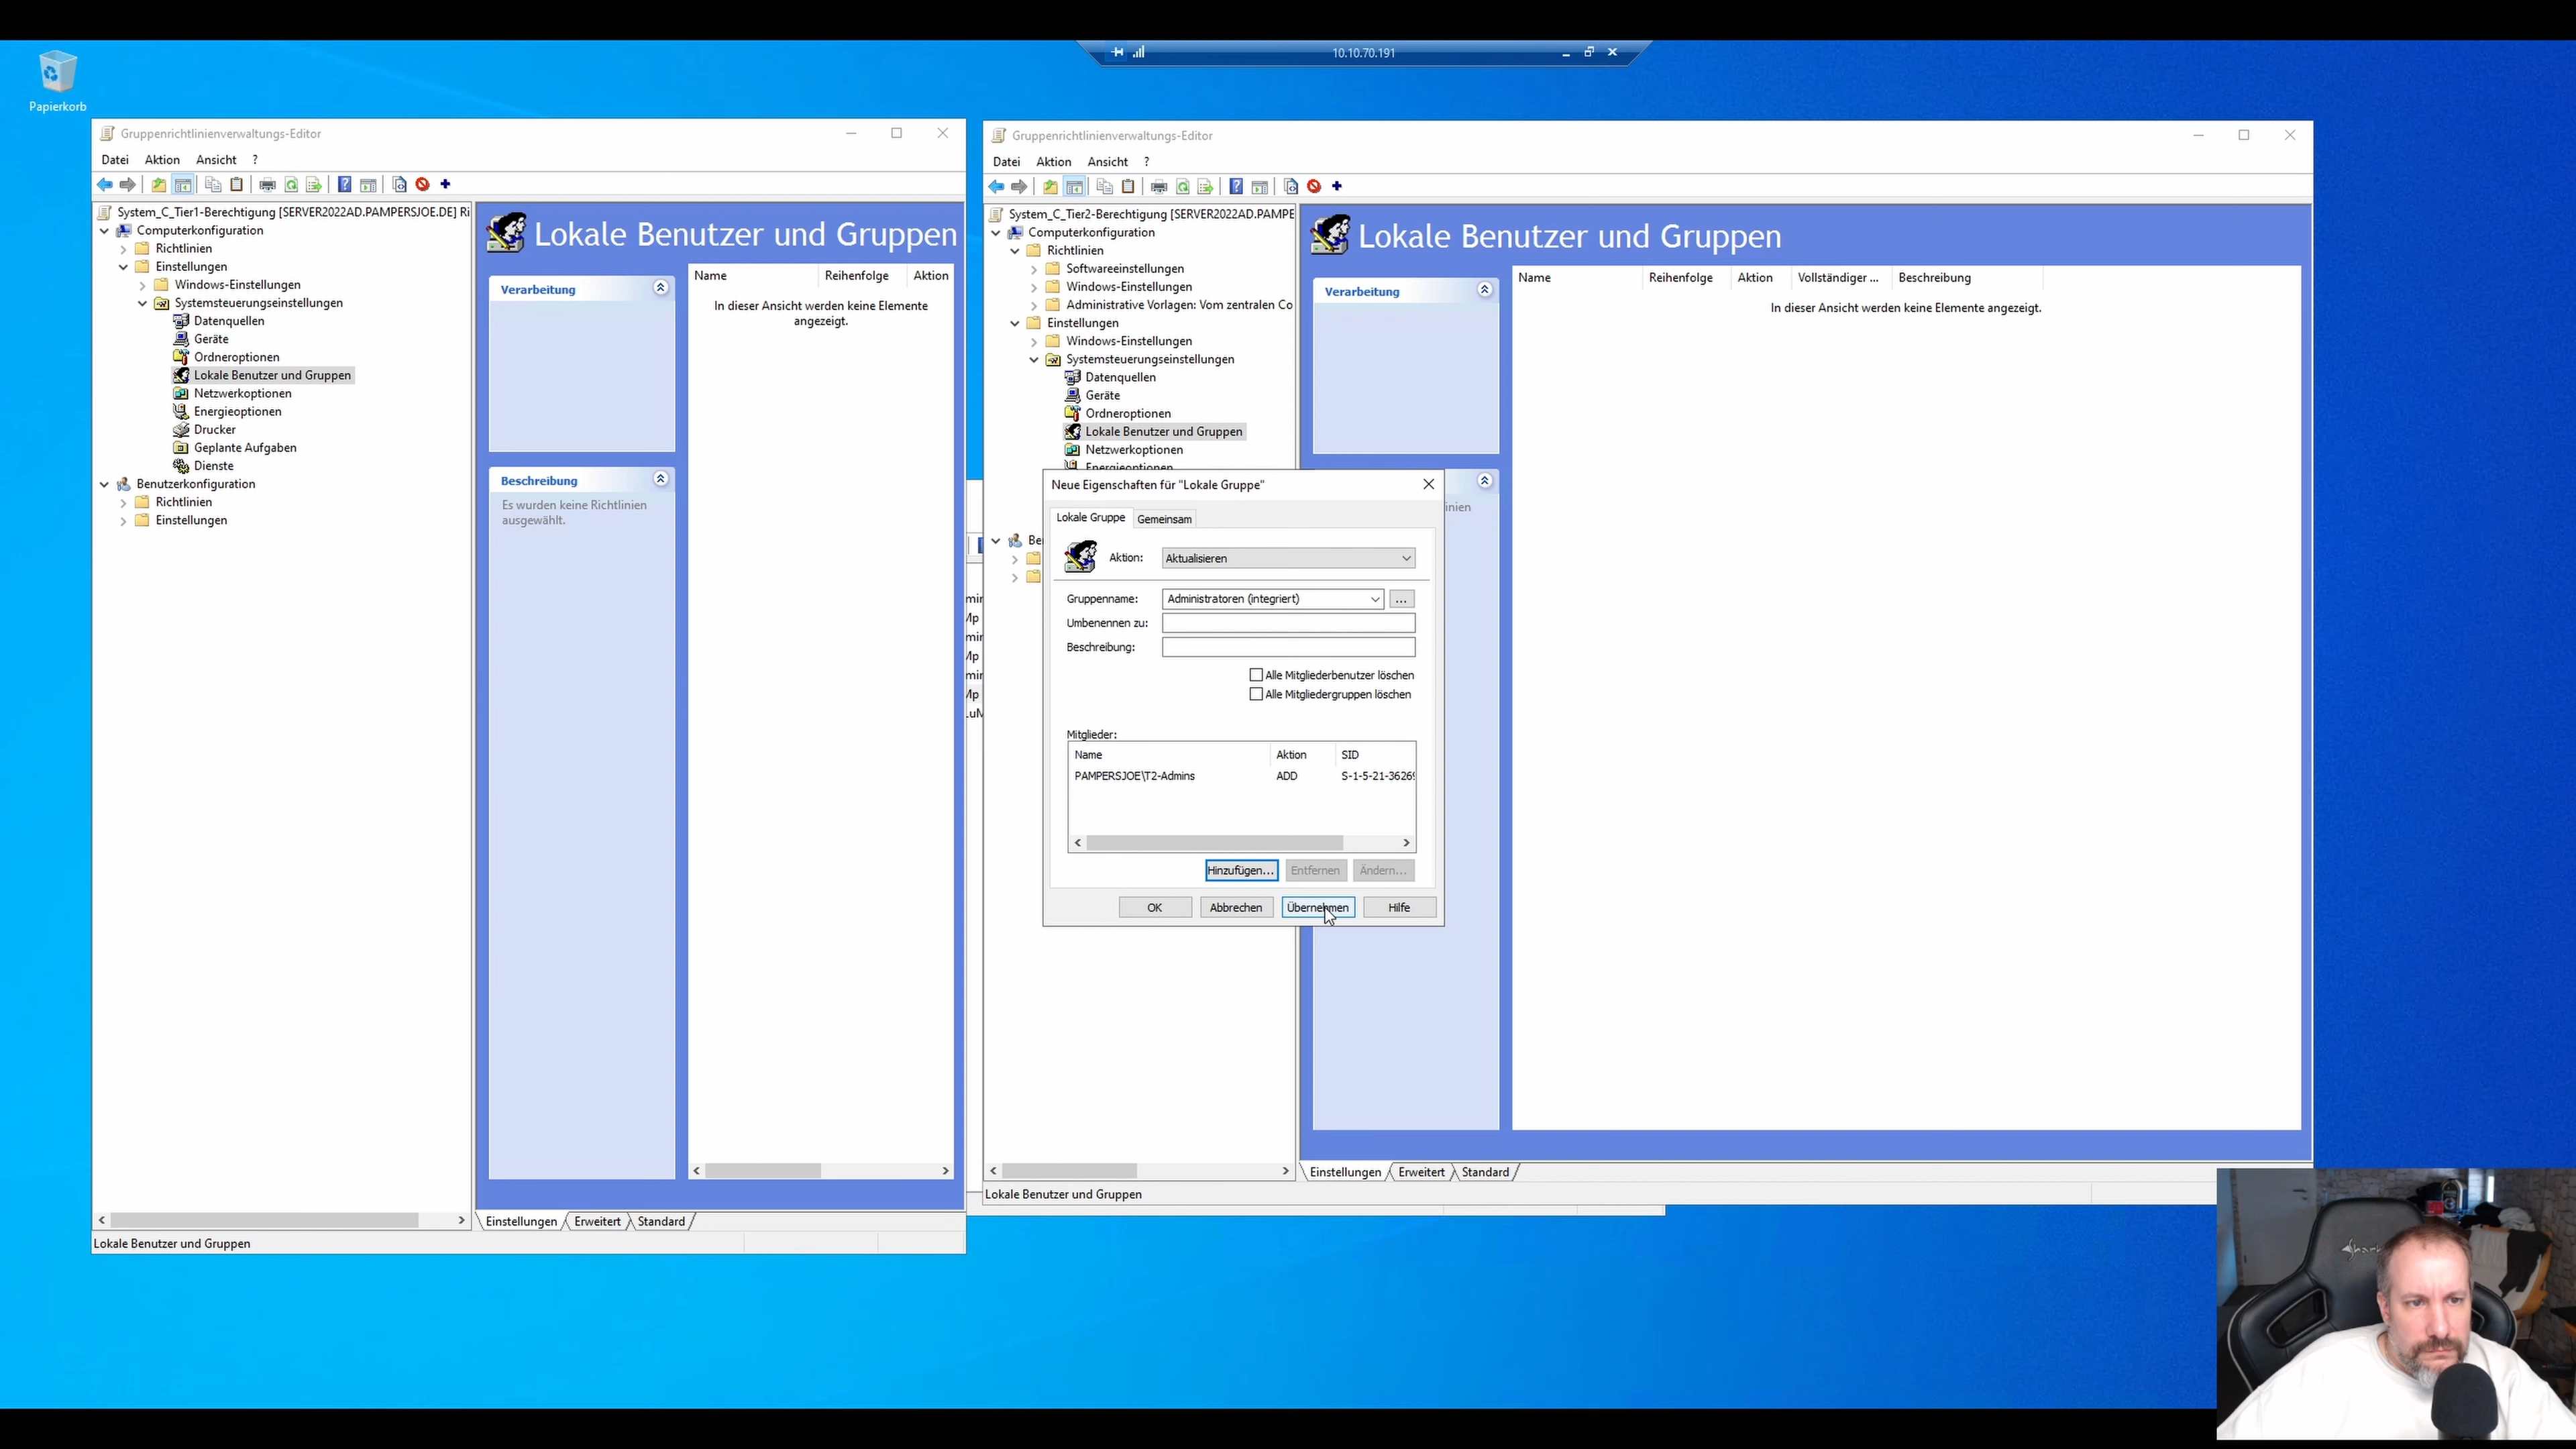 10.10.70.191
Papierkorb
Gruppenrichtlinienverwaltungs-Editor
Datei Aktion Ansicht ?
System_C_Tier1-Berechtigung [SERVER2022AD.PAMPERSJOE.DE] Ri
Computerkonfiguration
Richtlinien
Einstellungen
Windows-Einstellungen
Systemsteuerungseinstellungen
Datenquellen
Geräte
Ordneroptionen
Lokale Benutzer und Gruppen
Netzwerkoptionen
Energieoptionen
Drucker
Geplante Aufgaben
Dienste
Benutzerkonfiguration
Richtlinien
Einstellungen
Lokale Benutzer und Gruppen
Verarbeitung
Beschreibung
Es wurden keine Richtlinien
ausgewählt.
Name Reihenfolge Aktion
In dieser Ansicht werden keine Elemente
angezeigt.
Einstellungen Erweitert Standard
Lokale Benutzer und Gruppen
Gruppenrichtlinienverwaltungs-Editor
Datei Aktion Ansicht ?
System_C_Tier2-Berechtigung [SERVER2022AD.PAMPE
Computerkonfiguration
Richtlinien
Softwareeinstellungen
Windows-Einstellungen
Administrative Vorlagen: Vom zentralen Co
Einstellungen
Windows-Einstellungen
Systemsteuerungseinstellungen
Datenquellen
Geräte
Ordneroptionen
Lokale Benutzer und Gruppen
Netzwerkoptionen
Energieoptionen
Be
Lokale Benutzer und Gruppen
Verarbeitung
inien
Name Reihenfolge Aktion Vollständiger ... Beschreibung
In dieser Ansicht werden keine Elemente angezeigt.
Neue Eigenschaften für "Lokale Gruppe"
Lokale Gruppe Gemeinsam
Aktion: Aktualisieren
Gruppenname: Administratoren (integriert) ...
Umbenennen zu:
Beschreibung:
Alle Mitgliederbenutzer löschen
Alle Mitgliedergruppen löschen
Mitglieder:
Name Aktion SID
PAMPERSJOE\T2-Admins ADD S-1-5-21-3626
Hinzufügen... Entfernen Ändern...
OK Abbrechen Übernehmen Hilfe
Einstellungen Erweitert Standard
Lokale Benutzer und Gruppen